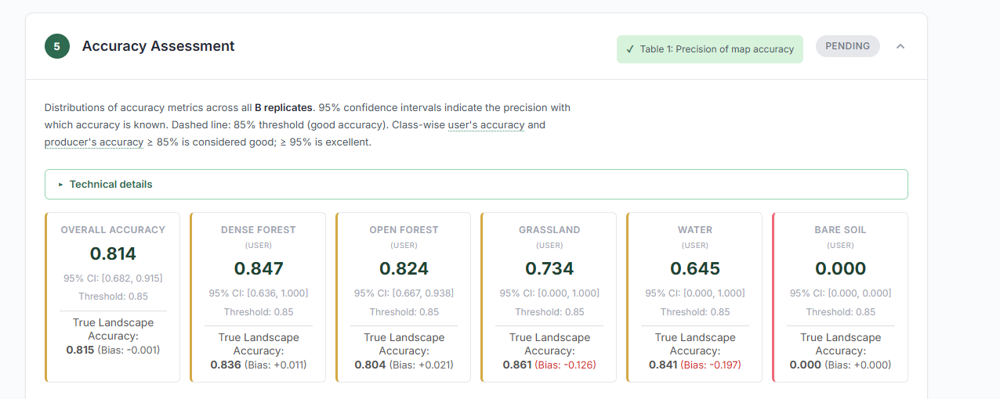 5
Accuracy Assessment
✓ Table 1: Precision of map accuracy
PENDING
Distributions of accuracy metrics across all B replicates. 95% confidence intervals indicate the precision with
which accuracy is known. Dashed line: 85% threshold (good accuracy). Class-wise user's accuracy and
producer's accuracy ≥ 85% is considered good; ≥ 95% is excellent.
▸ Technical details
OVERALL ACCURACY
0.814
95% CI: [0.682, 0.915]
Threshold: 0.85
True Landscape
Accuracy:
0.815 (Bias: -0.001)
DENSE FOREST
(USER)
0.847
95% CI: [0.636, 1.000]
Threshold: 0.85
True Landscape
Accuracy:
0.836 (Bias: +0.011)
OPEN FOREST
(USER)
0.824
95% CI: [0.667, 0.938]
Threshold: 0.85
True Landscape
Accuracy:
0.804 (Bias: +0.021)
GRASSLAND
(USER)
0.734
95% CI: [0.000, 1.000]
Threshold: 0.85
True Landscape
Accuracy:
0.861 (Bias: -0.126)
WATER
(USER)
0.645
95% CI: [0.000, 1.000]
Threshold: 0.85
True Landscape
Accuracy:
0.841 (Bias: -0.197)
BARE SOIL
(USER)
0.000
95% CI: [0.000, 0.000]
Threshold: 0.85
True Landscape
Accuracy:
0.000 (Bias: +0.000)